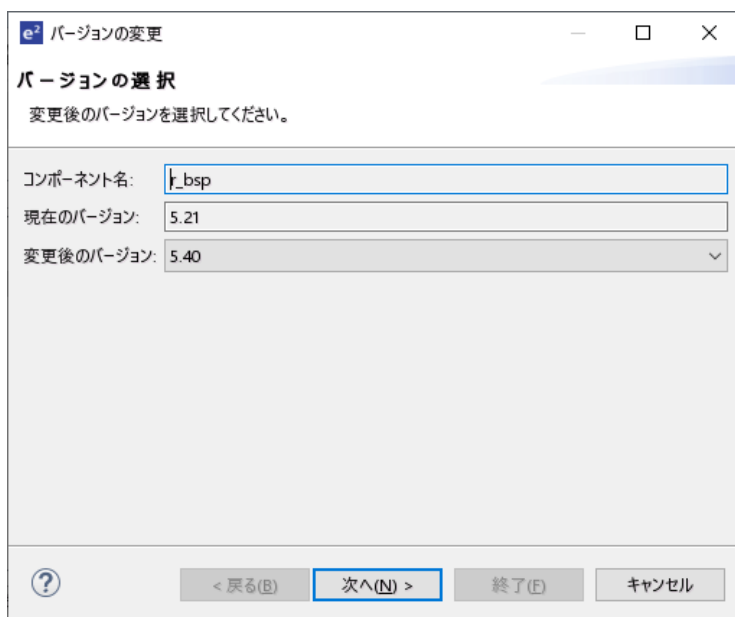 e² バージョンの変更
バージョンの選択
変更後のバージョンを選択してください。
コンポーネント名: r_bsp
現在のバージョン: 5.21
変更後のバージョン: 5.40
? < 戻る(B) 次へ(N) > 終了(F) キャンセル